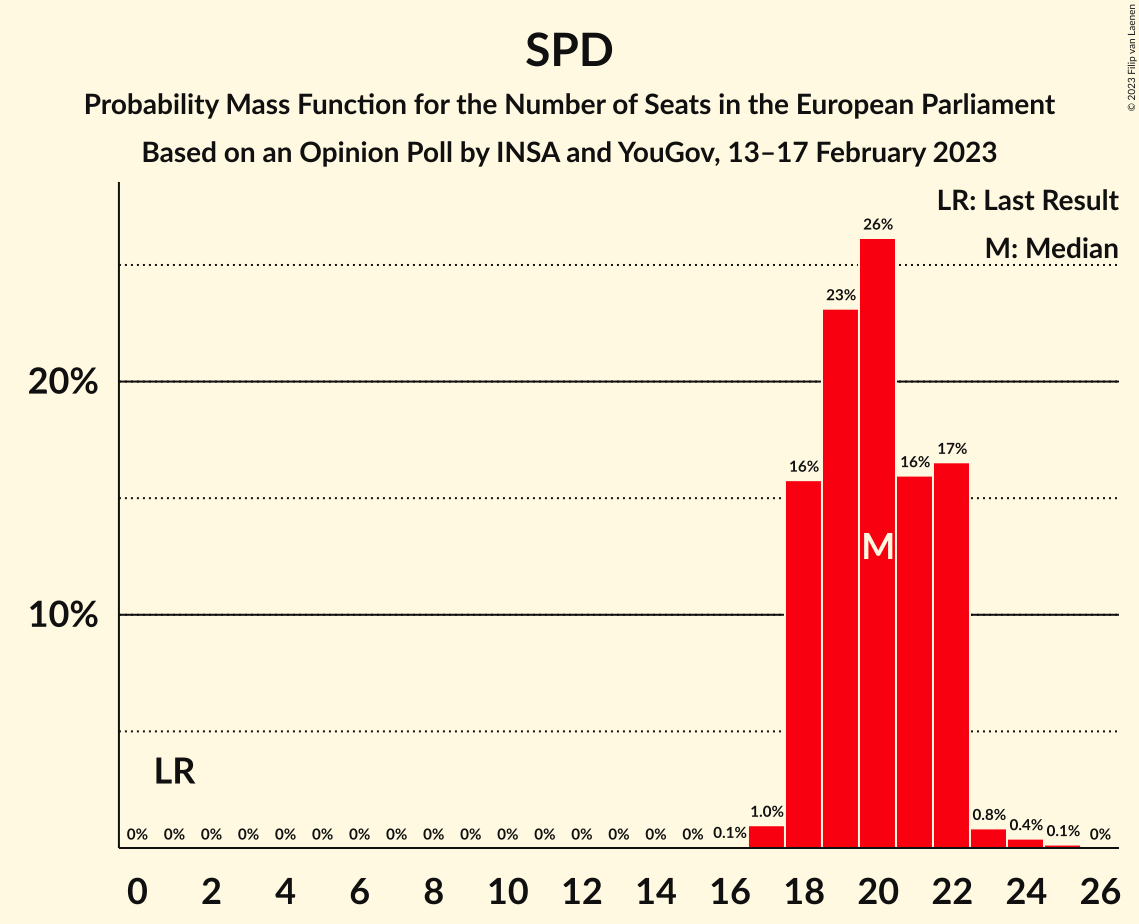 SPD
Probability Mass Function for the Number of Seats in the European Parliament
Based on an Opinion Poll by INSA and YouGov, 13–17 February 2023
© 2023 Filip van Laenen
LR: Last Result
M: Median
26%
23%
20%
17%
16%
16%
M
10%
LR
0% 0% 0% 0% 0% 0% 0% 0% 0% 0% 0% 0% 0% 0% 0% 0% 0.1% 1.0% 0.8% 0.4% 0.1% 0%
0 2 4 6 8 10 12 14 16 18 20 22 24 26